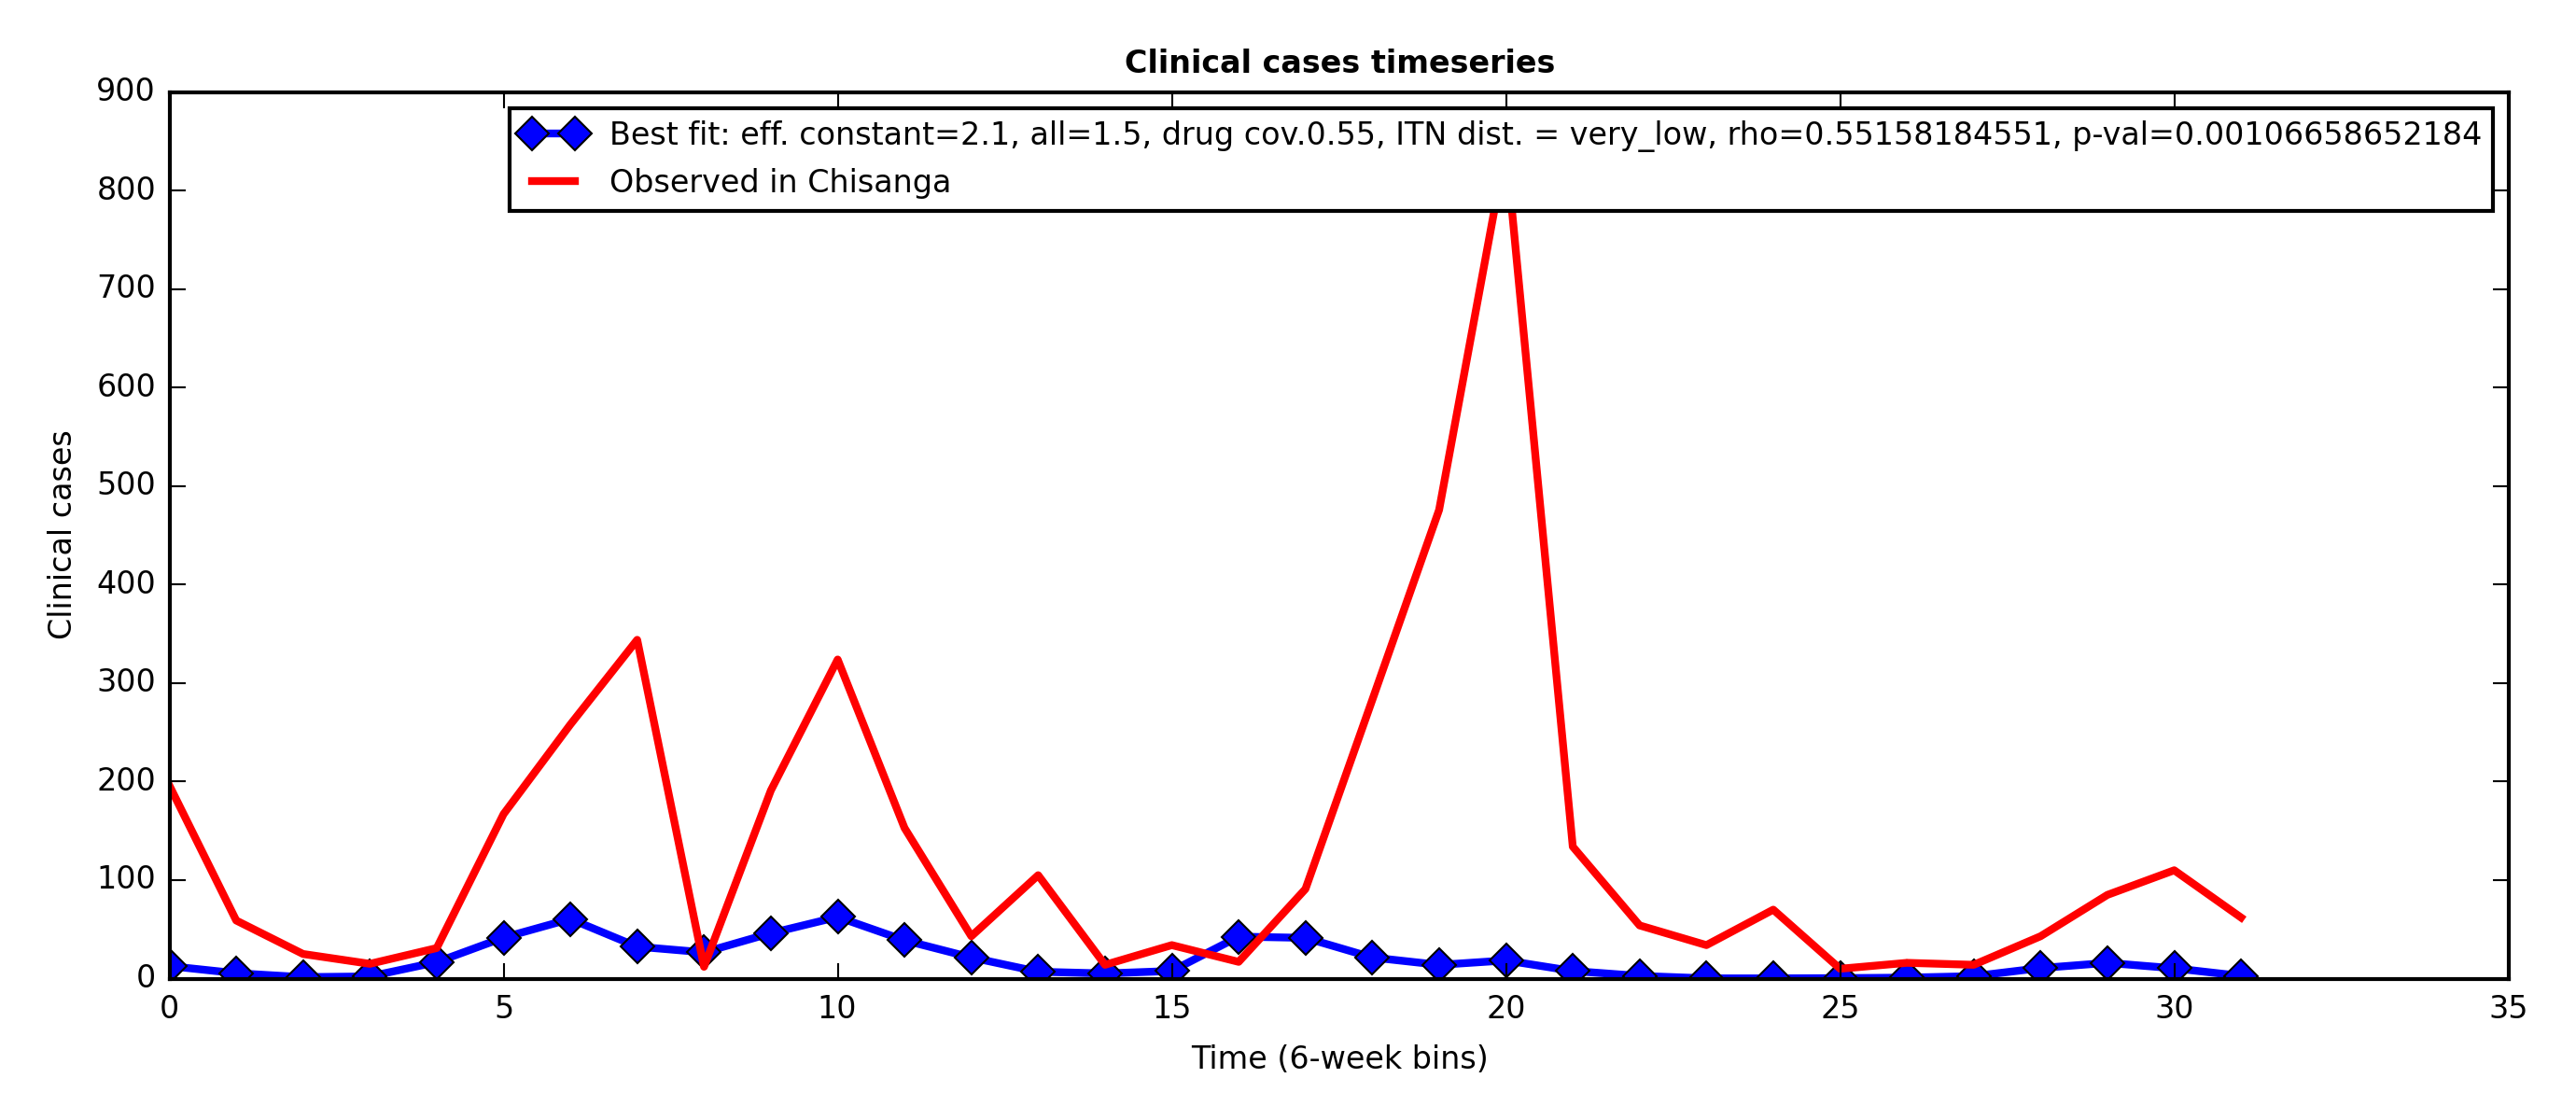 Clinical cases timeseries
900
800
700
600
500
400
300
200
100
0
Clinical cases
Best fit: eff. constant=2.1, all=1.5, drug cov.0.55, ITN dist. = very_low, rho=0.55158184551, p-val=0.00106658652184
Observed in Chisanga
0 5 10 15 20 25 30 35
Time (6-week bins)